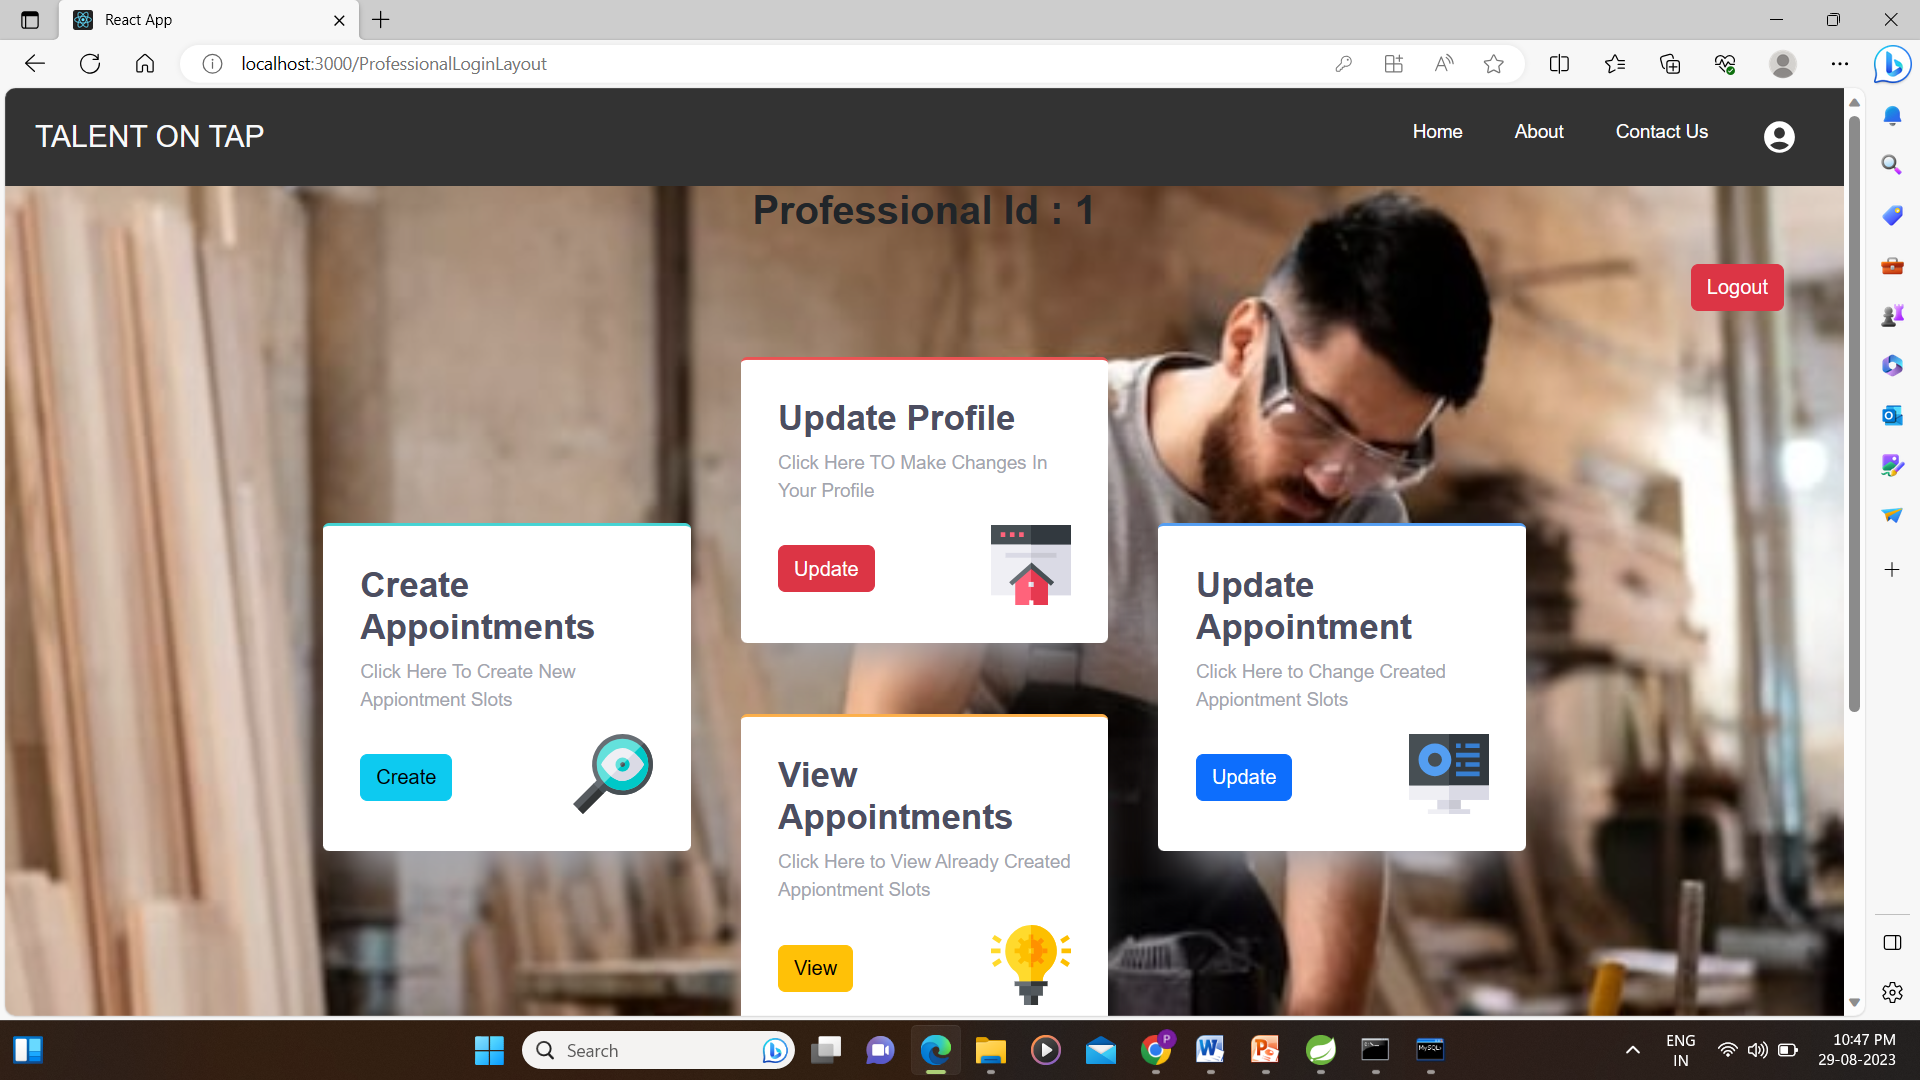 React App
localhost:3000/ProfessionalLoginLayout
TALENT ON TAP
Home
About
Contact Us
Professional Id : 1
Logout
Update Profile
Click Here TO Make Changes In
Your Profile
Update
Create
Appointments
Click Here To Create New
Appiontment Slots
Create
Update
Appointment
Click Here to Change Created
Appiontment Slots
Update
View
Appointments
Click Here to View Already Created
Appiontment Slots
View
Search
P
ENG
IN
10:47 PM
29-08-2023